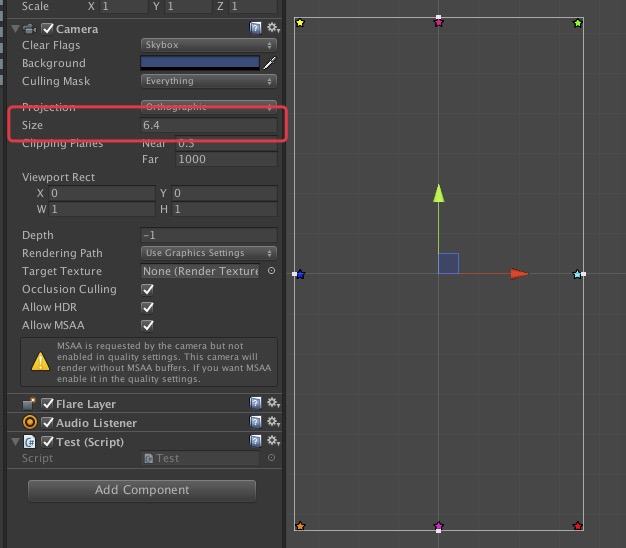 Scale X 1 Y 1 Z 1
Camera
Clear Flags Skybox
Background
Culling Mask Everything
Projection Orthographic
Size 6.4
Clipping Planes Near 0.3
Far 1000
Viewport Rect
X 0 Y 0
W 1 H 1
Depth -1
Rendering Path Use Graphics Settings
Target Texture None (Render Texture
Occlusion Culling
Allow HDR
Allow MSAA
MSAA is requested by the camera but not
enabled in quality settings. This camera will
render without MSAA buffers. If you want MSAA
enable it in the quality settings.
Flare Layer
Audio Listener
Test (Script)
Script Test
Add Component